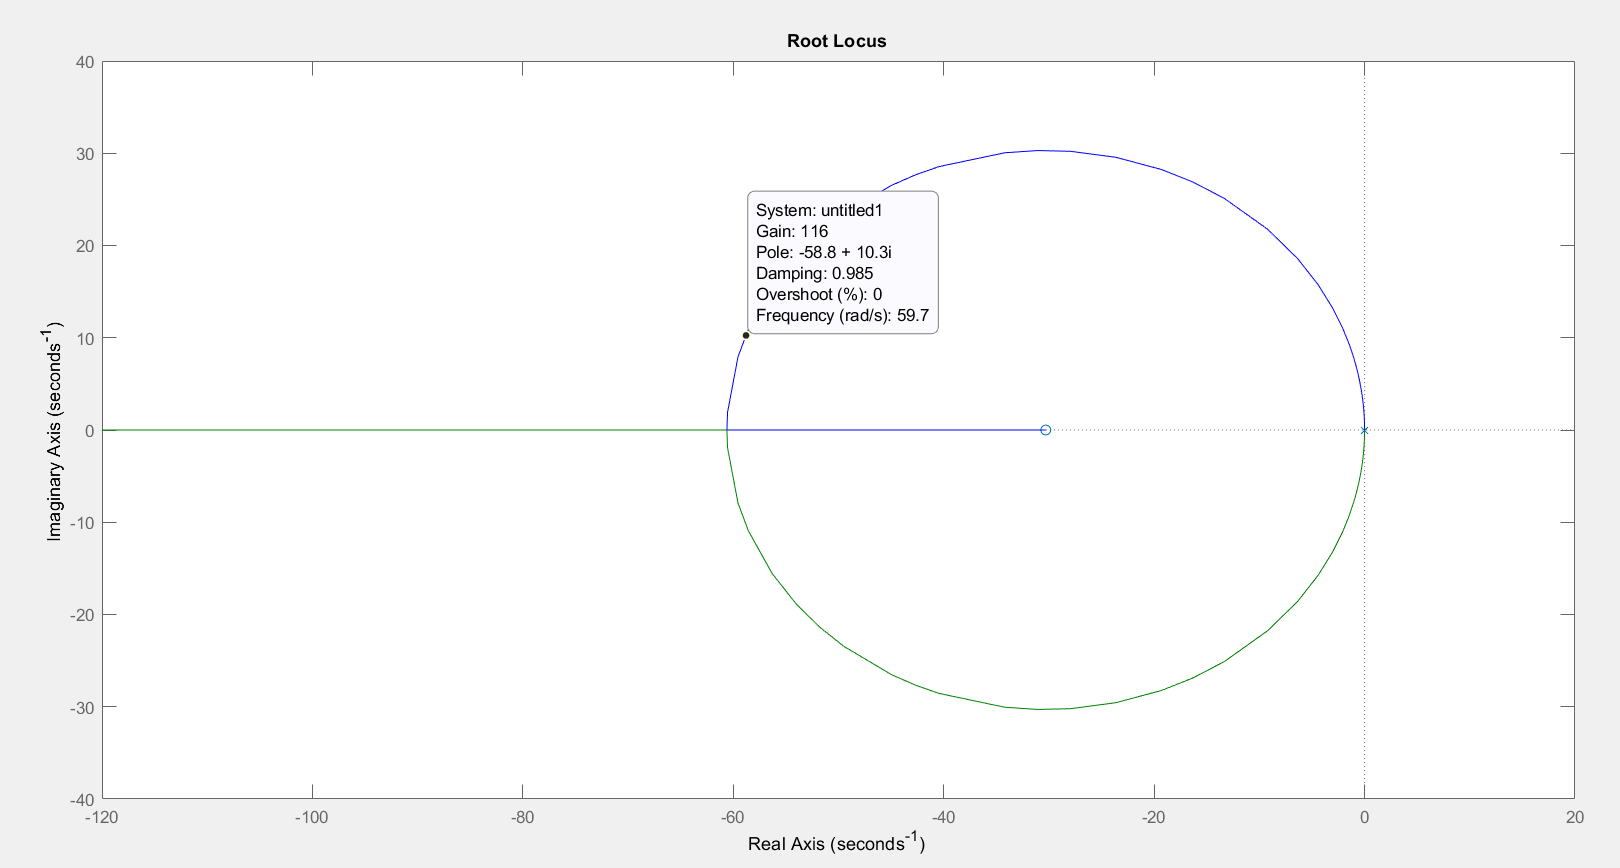 Root Locus
40
30
20
10
0
-10
-20
-30
-40
Imaginary Axis (seconds⁻¹)
System: untitled1
Gain: 116
Pole: -58.8 + 10.3i
Damping: 0.985
Overshoot (%): 0
Frequency (rad/s): 59.7
-120 -100 -80 -60 -40 -20 0 20
Real Axis (seconds⁻¹)